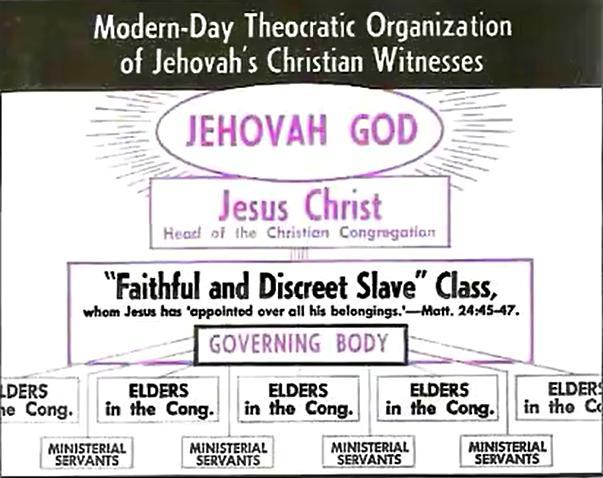 Modern-Day Theocratic Organization
of Jehovah's Christian Witnesses
JEHOVAH GOD
Jesus Christ
Head of the Christian Congregation
"Faithful and Discreet Slave" Class,
whom Jesus has 'appointed over all his belongings.'—Matt. 24:45-47.
GOVERNING BODY
LDERS
he Cong.
ELDERS
in the Cong.
ELDERS
in the Cong.
ELDERS
in the Cong.
ELDERS
in the Co
MINISTERIAL
SERVANTS
MINISTERIAL
SERVANTS
MINISTERIAL
SERVANTS
MINISTERIAL
SERVANTS